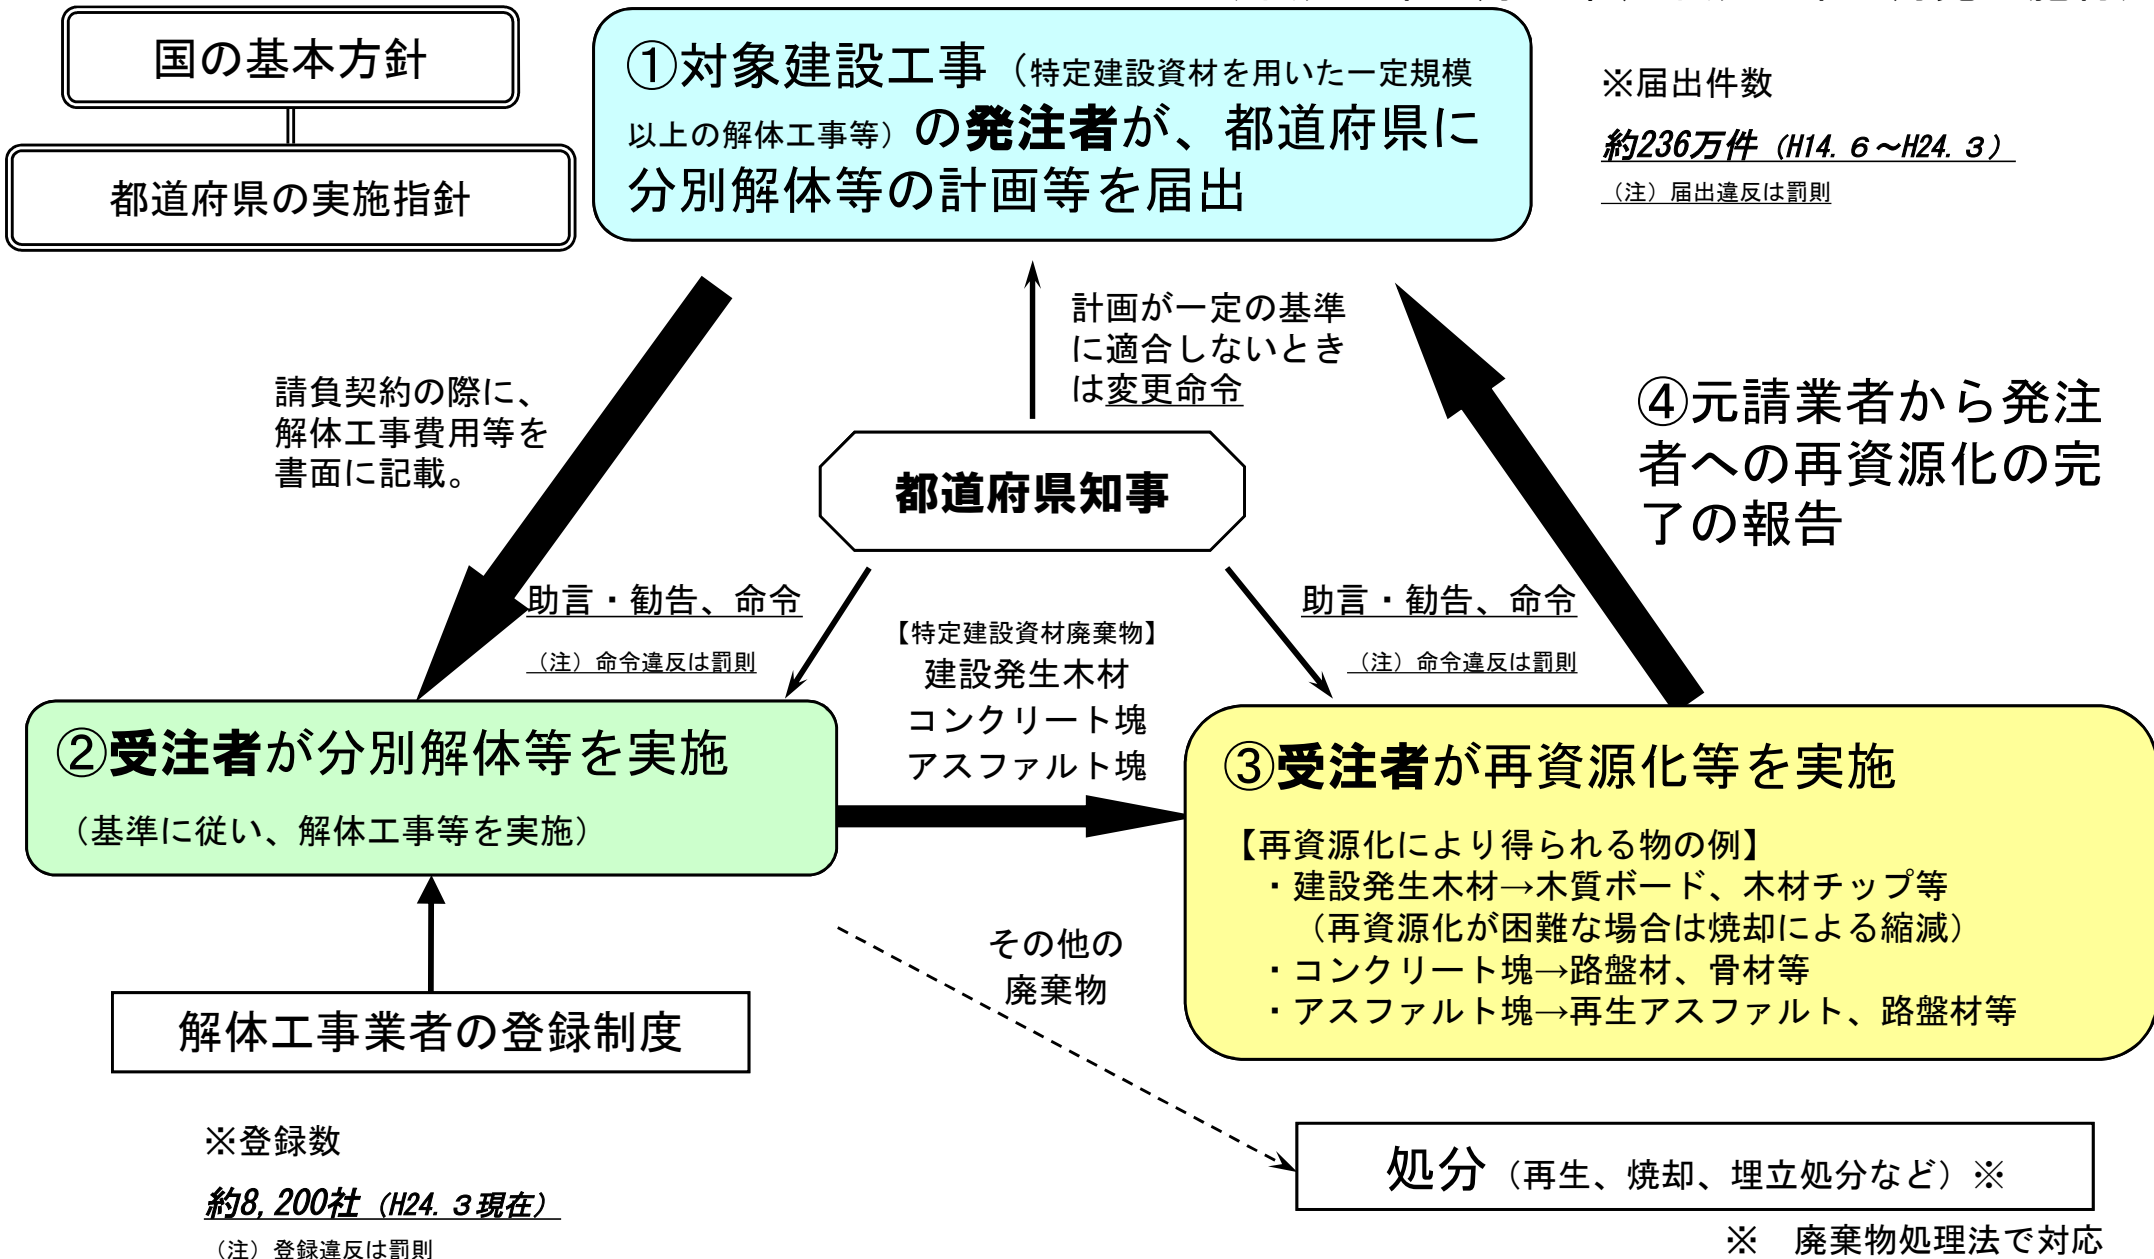 国の基本方針
都道府県の実施指針
①対象建設工事（特定建設資材を用いた一定規模
以上の解体工事等）の発注者が、都道府県に
分別解体等の計画等を届出
※届出件数
約236万件（H14.６～H24.３）
（注）届出違反は罰則
計画が一定の基準
に適合しないとき
は変更命令
請負契約の際に、
解体工事費用等を
書面に記載。
④元請業者から発注
者への再資源化の完
了の報告
都道府県知事
助言・勧告、命令
（注）命令違反は罰則
助言・勧告、命令
（注）命令違反は罰則
【特定建設資材廃棄物】
建設発生木材
コンクリート塊
アスファルト塊
②受注者が分別解体等を実施
（基準に従い、解体工事等を実施）
③受注者が再資源化等を実施
【再資源化により得られる物の例】
・建設発生木材→木質ボード、木材チップ等
（再資源化が困難な場合は焼却による縮減）
・コンクリート塊→路盤材、骨材等
・アスファルト塊→再生アスファルト、路盤材等
その他の
廃棄物
解体工事業者の登録制度
※登録数
約8,200社（H24.３現在）
（注）登録違反は罰則
処分（再生、焼却、埋立処分など）※
※　廃棄物処理法で対応